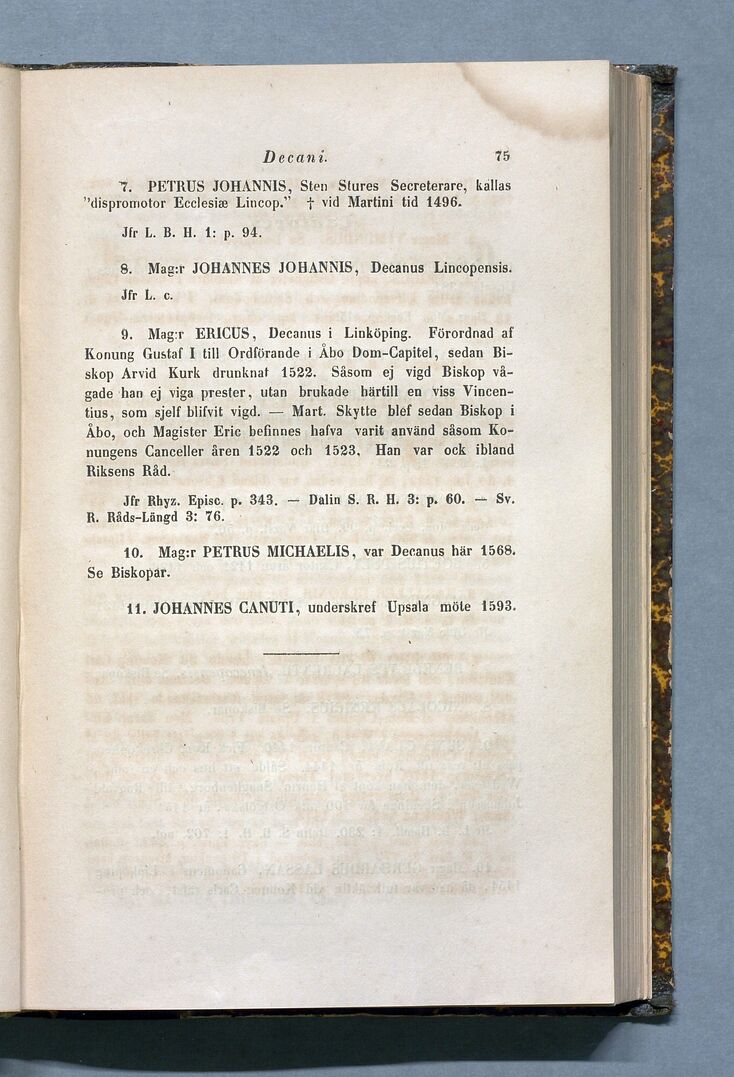 Decani. 75
7. PETRUS JOHANNIS, Sten Stures Secreterare, kallas
"dispromotor Ecclesiæ Lincop." † vid Martini tid 1496.
Jfr L. B. H. 1: p. 94.
8. Mag:r JOHANNES JOHANNIS, Decanus Lincopensis.
Jfr L. c.
9. Mag:r ERICUS, Decanus i Linköping. Förordnad af
Konung Gustaf I till Ordförande i Åbo Dom-Capitel, sedan Bi-
skop Arvid Kurk drunknat 1522. Såsom ej vigd Biskop vå-
gade han ej viga prester, utan brukade härtill en viss Vincen-
tius, som sjelf blifvit vigd. — Mart. Skytte blef sedan Biskop i
Åbo, och Magister Eric befinnes hafva varit använd såsom Ko-
nungens Canceller åren 1522 och 1523. Han var ock ibland
Riksens Råd.
Jfr Rhyz. Episc. p. 343. — Dalin S. R. H. 3: p. 60. — Sv.
R. Råds-Längd 3: 76.
10. Mag:r PETRUS MICHAELIS, var Decanus här 1568.
Se Biskopar.
11. JOHANNES CANUTI, underskref Upsala möte 1593.